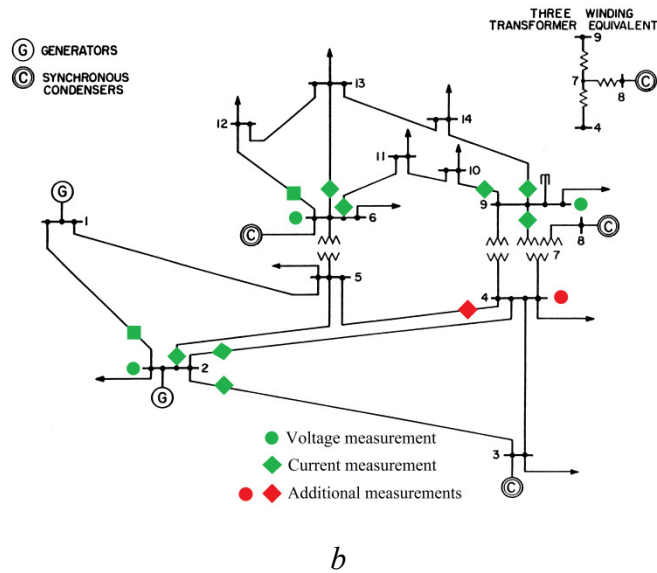 THREE WINDING
TRANSFORMER EQUIVALENT
G GENERATORS
C SYNCHRONOUS
CONDENSERS
9
7
8
C
4
13
14
12
11
10
G
1
C
6
9
8
C
7
5
4
2
G
3
C
Voltage measurement
Current measurement
Additional measurements
b